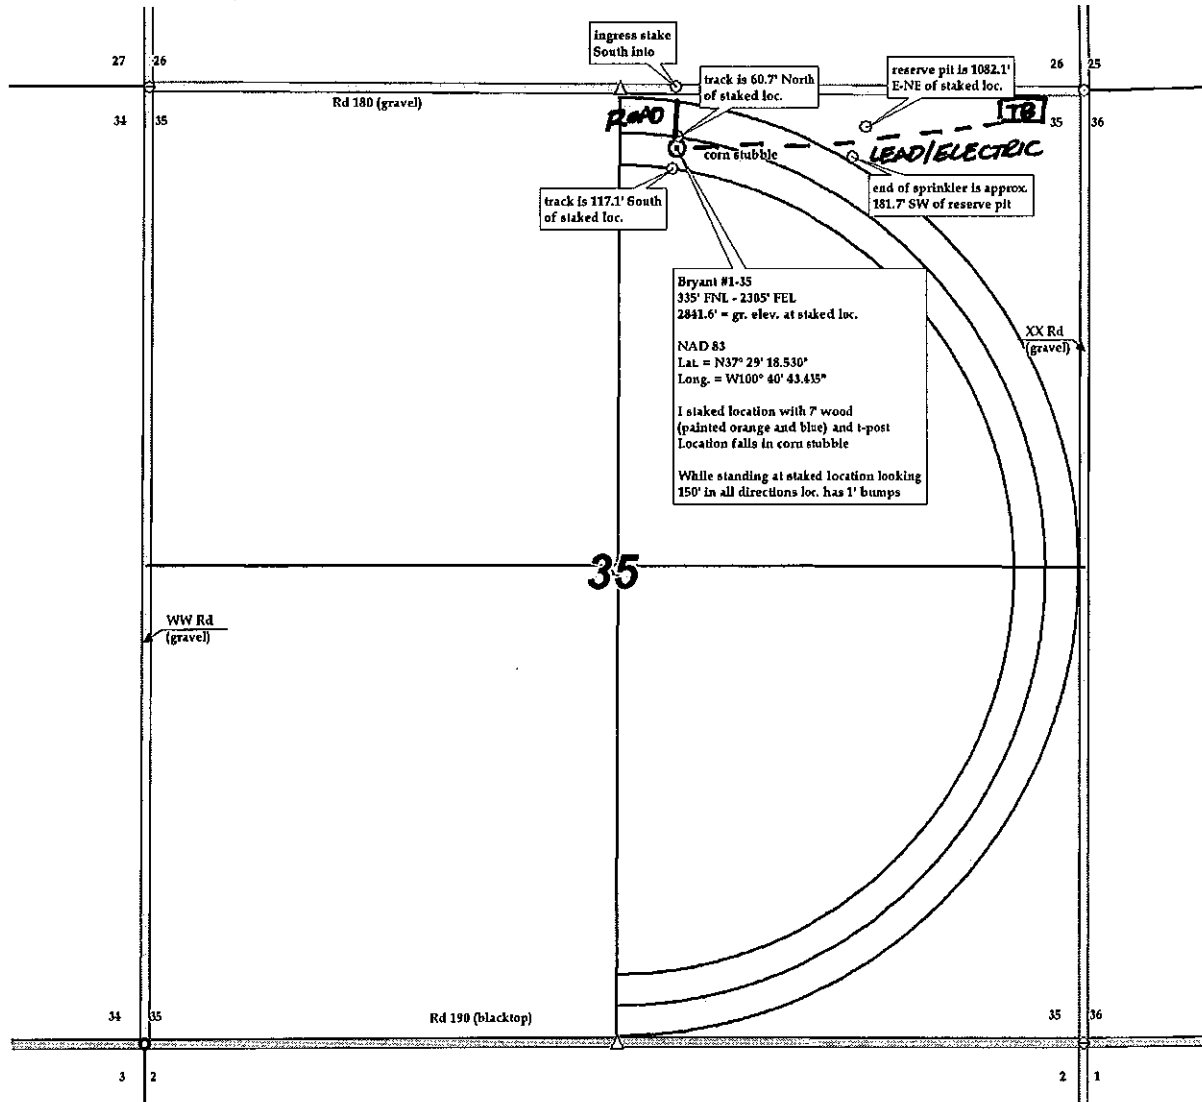 ingress stake
South into
27 26
26 25
track is 60.7' North
of staked loc.
reserve pit is 1082.1'
E-NE of staked loc.
Rd 180 (gravel)
34 35
ROAD
TB
35 36
corn stubble
LEAD/ELECTRIC
track is 117.1' South
of staked loc.
end of sprinkler is approx.
181.7' SW of reserve pit
Bryant #1-35
335' FNL - 2305' FEL
2841.6' = gr. elev. at staked loc.
NAD 83
Lat. = N37° 29' 18.530"
Long. = W100° 40' 43.435"
I staked location with 7' wood
(painted orange and blue) and t-post
Location falls in corn stubble
While standing at staked location looking
150' in all directions loc. has 1' bumps
XX Rd
(gravel)
35
WW Rd
(gravel)
34 35
Rd 190 (blacktop)
35 36
3 2
2 1